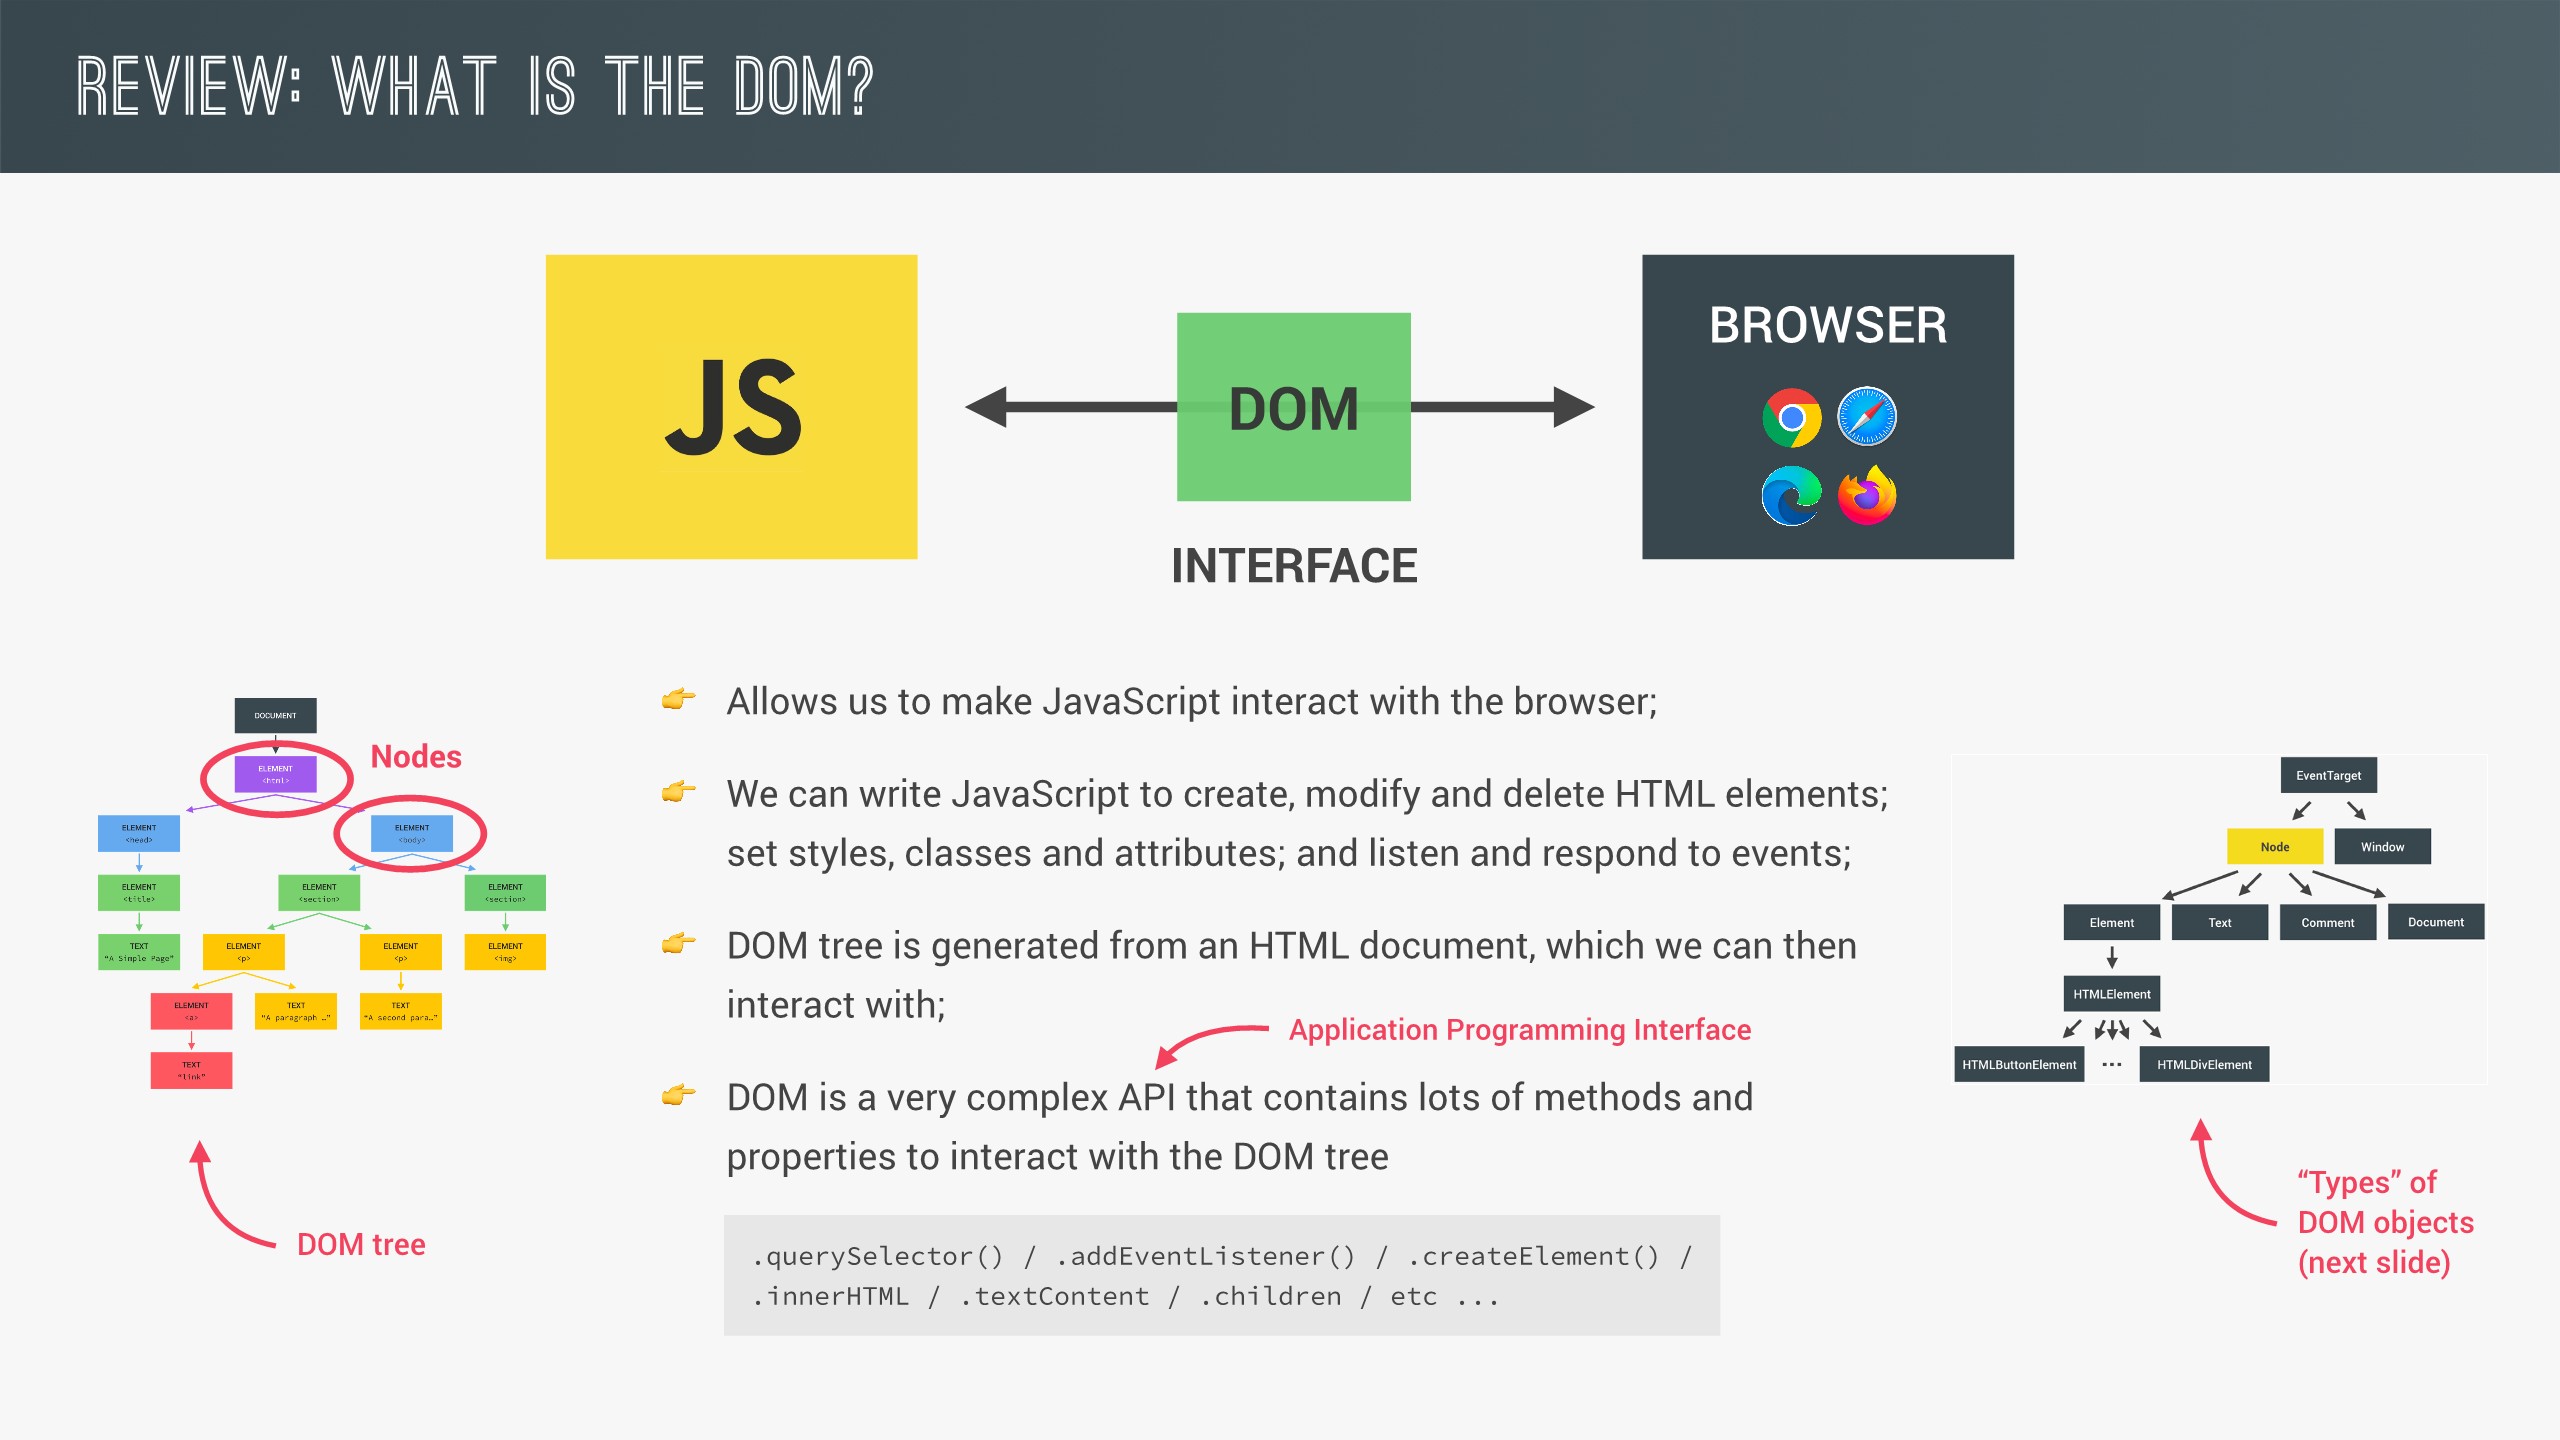 REVIEW: WHAT IS THE DOM?
JS
DOM
INTERFACE
BROWSER
DOCUMENT
ELEMENT
<html>
Nodes
ELEMENT
<head>
ELEMENT
<body>
ELEMENT
<title>
ELEMENT
<section>
ELEMENT
<section>
TEXT
“A Simple Page”
ELEMENT
<p>
ELEMENT
<p>
ELEMENT
<img>
ELEMENT
<a>
TEXT
“A paragraph …”
TEXT
“A second para…”
TEXT
“link”
DOM tree
👉 Allows us to make JavaScript interact with the browser;
👉 We can write JavaScript to create, modify and delete HTML elements;
set styles, classes and attributes; and listen and respond to events;
👉 DOM tree is generated from an HTML document, which we can then
interact with;
Application Programming Interface
👉 DOM is a very complex API that contains lots of methods and
properties to interact with the DOM tree
.querySelector() / .addEventListener() / .createElement() /
.innerHTML / .textContent / .children / etc ...
EventTarget
Node
Window
Element
Text
Comment
Document
HTMLElement
HTMLButtonElement
...
HTMLDivElement
“Types” of
DOM objects
(next slide)